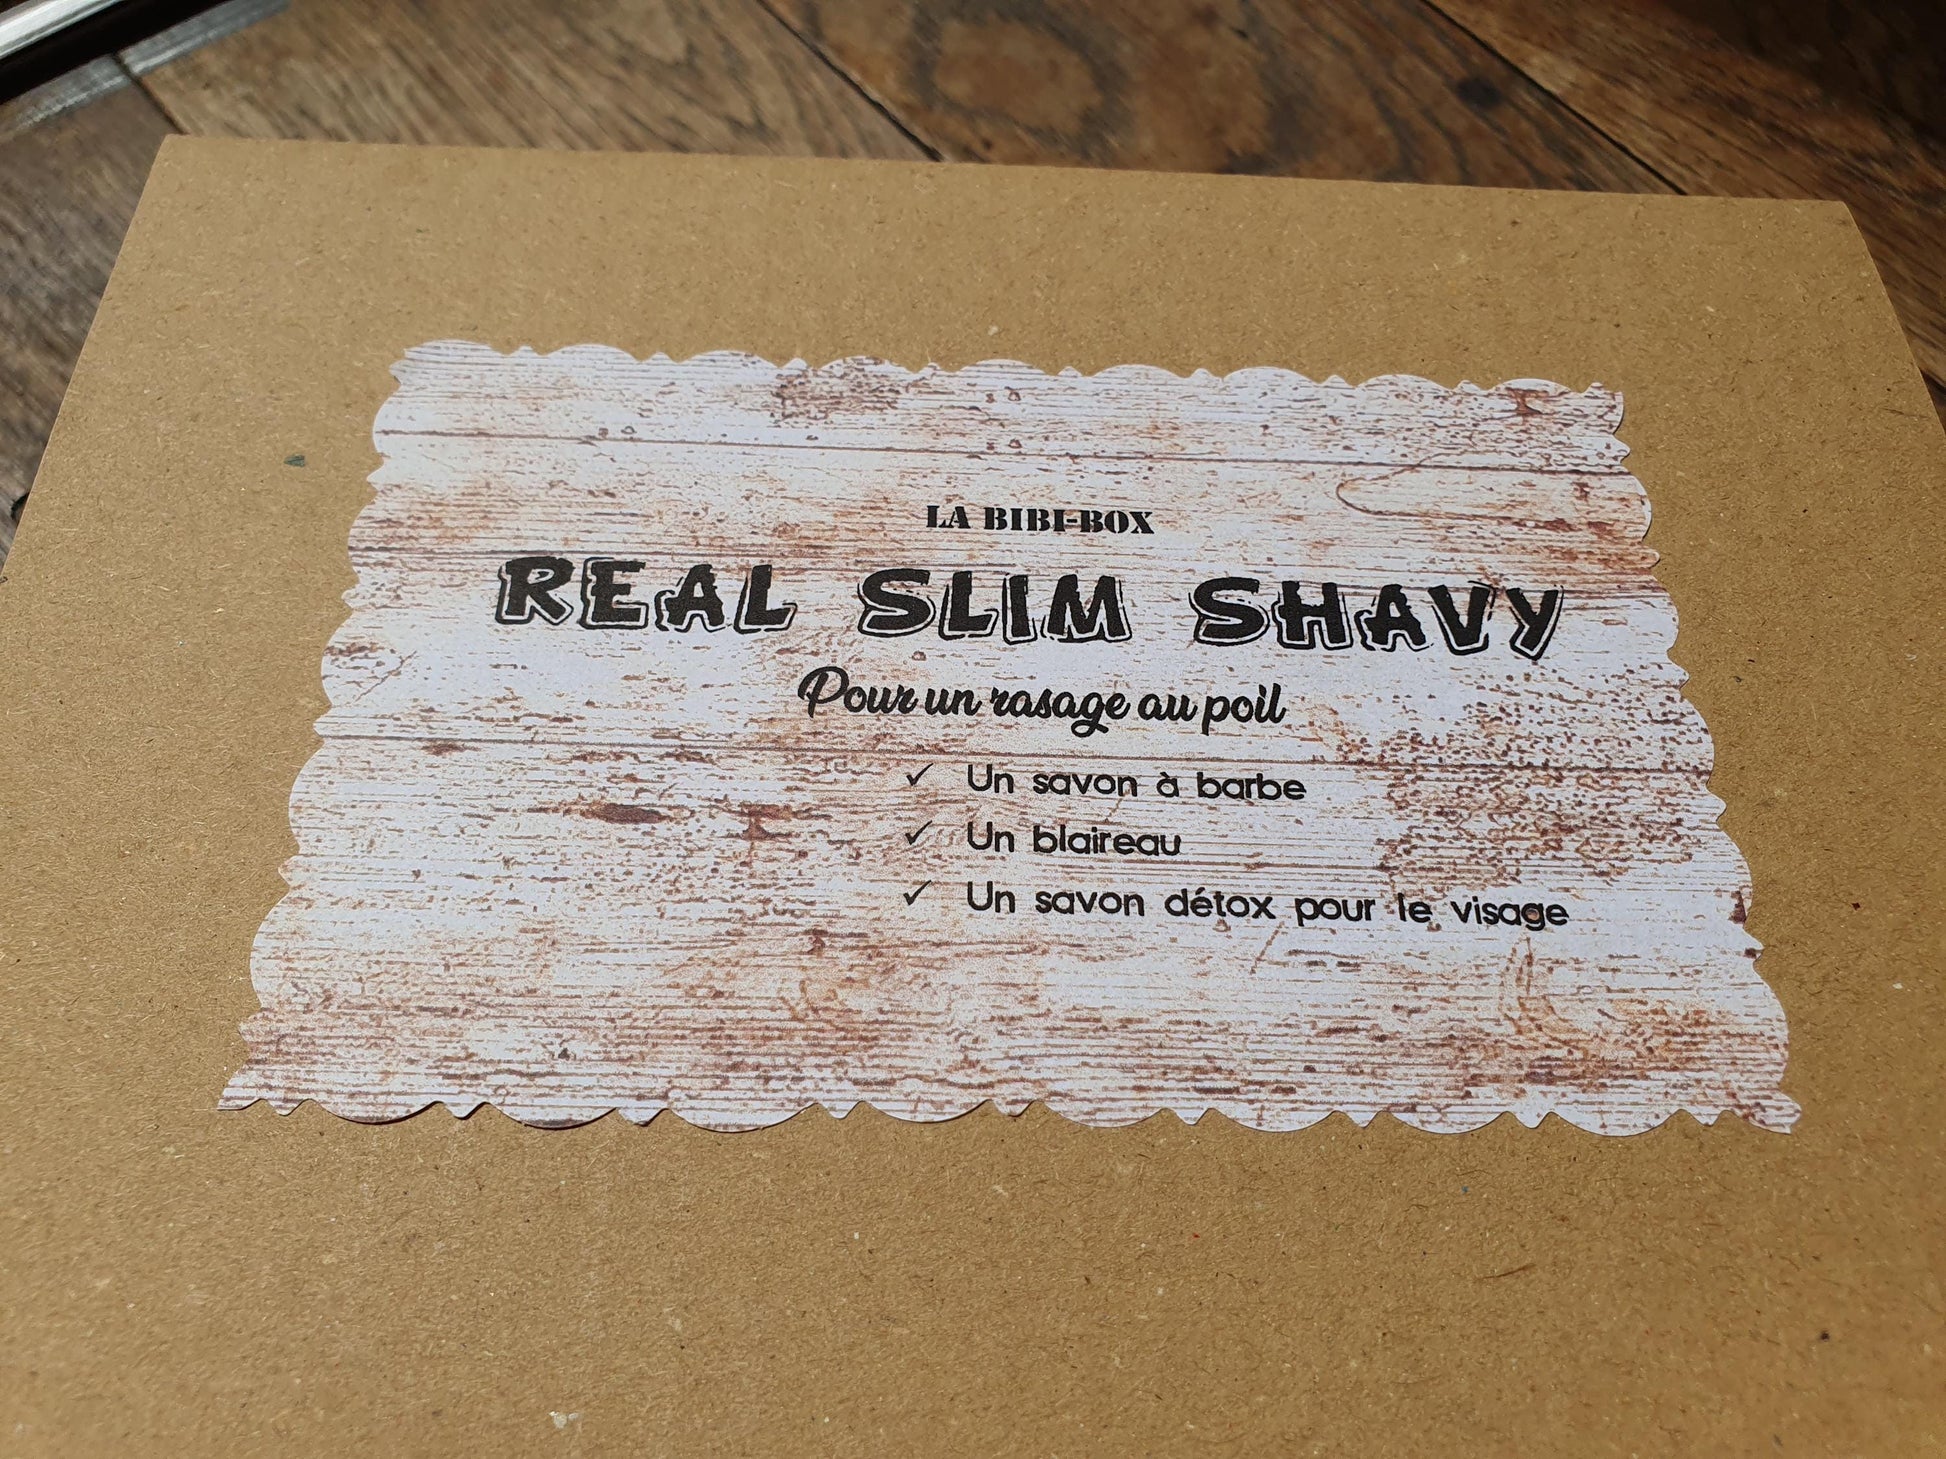 LA BIBI-BOX
REAL SLIM SHAVY
Pour un rasage au poil
✓ Un savon à barbe
✓ Un blaireau
✓ Un savon détox pour le visage